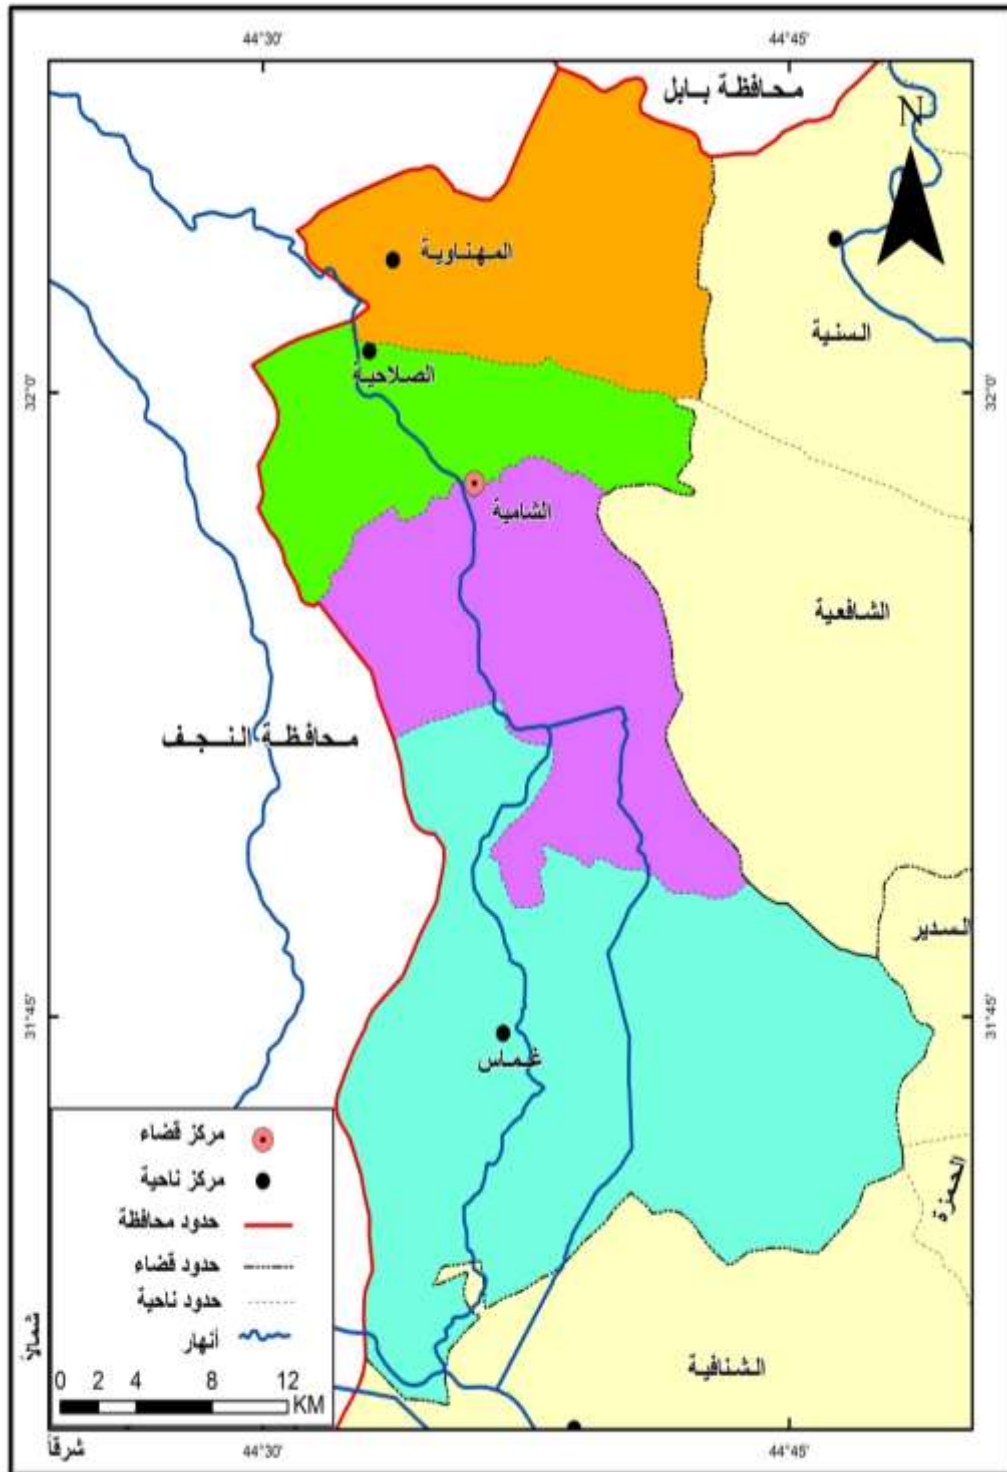 44°30' 44°45'
محافظة بابل
N
المهناوية
السنية
الصلاحية
32°0' 32°0'
الشامية
الشافعية
محافظة النجف
السدير
31°45' 31°45'
غماس
الحمزة
مركز قضاء
مركز ناحية
حدود محافظة
حدود قضاء
حدود ناحية
أنهار
شمالاً
الشنافية
0 2 4 8 12
KM
شرقاً
44°30' 44°45'